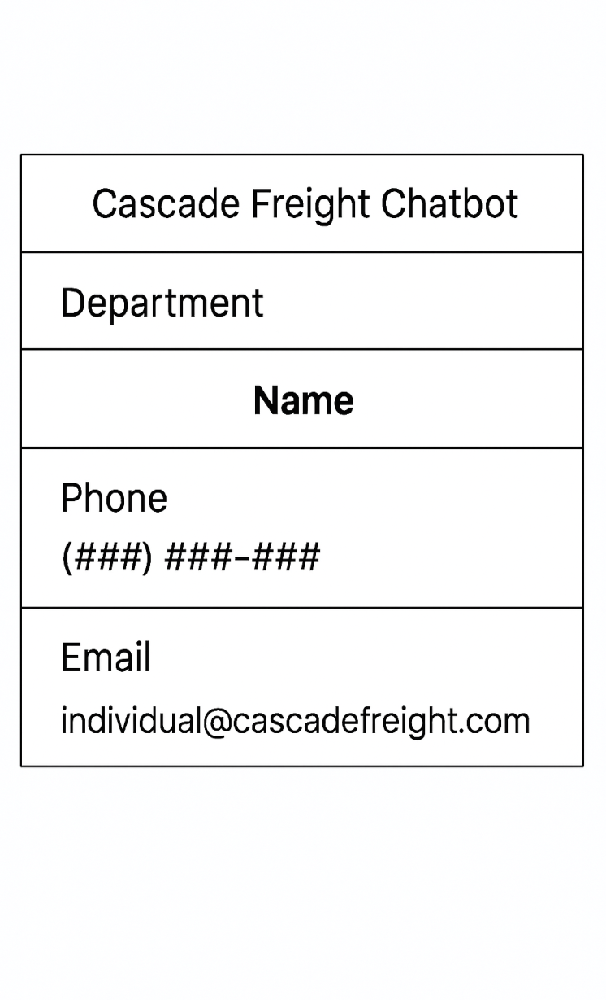 Cascade Freight Chatbot
Department
Name
Phone
(###) ###–###
Email
individual@cascadefreight.com